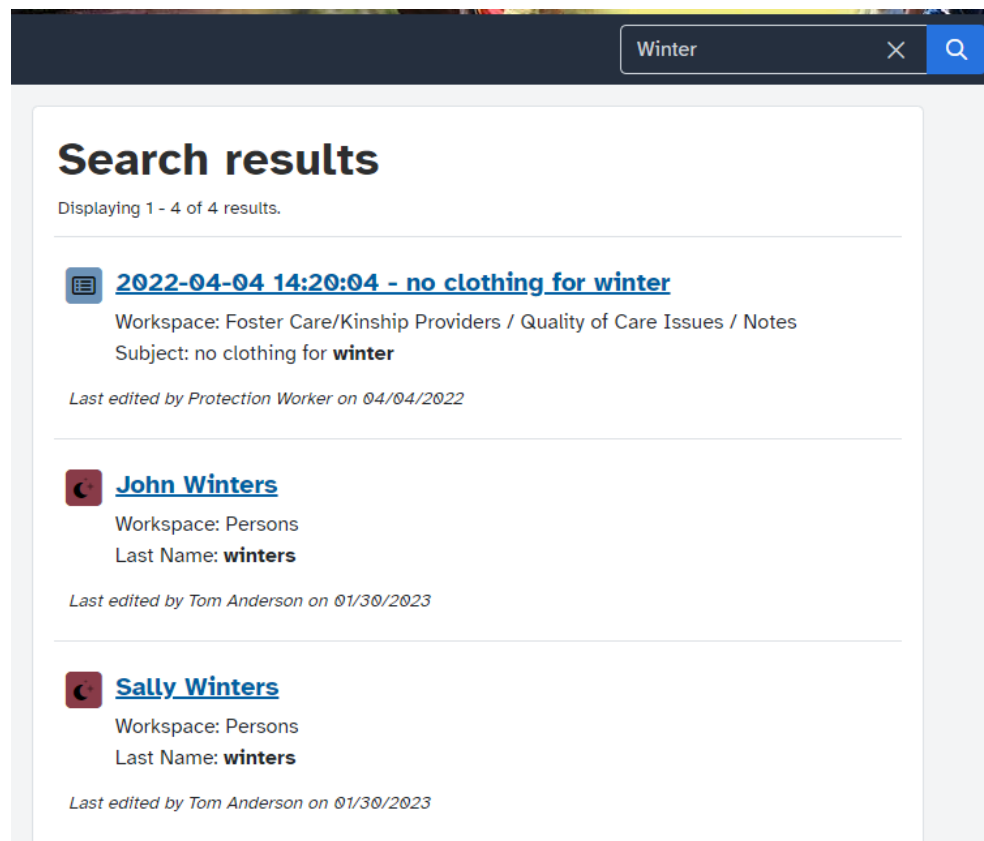 Winter
Search results
Displaying 1 - 4 of 4 results.
2022-04-04 14:20:04 - no clothing for winter
Workspace: Foster Care/Kinship Providers / Quality of Care Issues / Notes
Subject: no clothing for winter
Last edited by Protection Worker on 04/04/2022
John Winters
Workspace: Persons
Last Name: winters
Last edited by Tom Anderson on 01/30/2023
Sally Winters
Workspace: Persons
Last Name: winters
Last edited by Tom Anderson on 01/30/2023